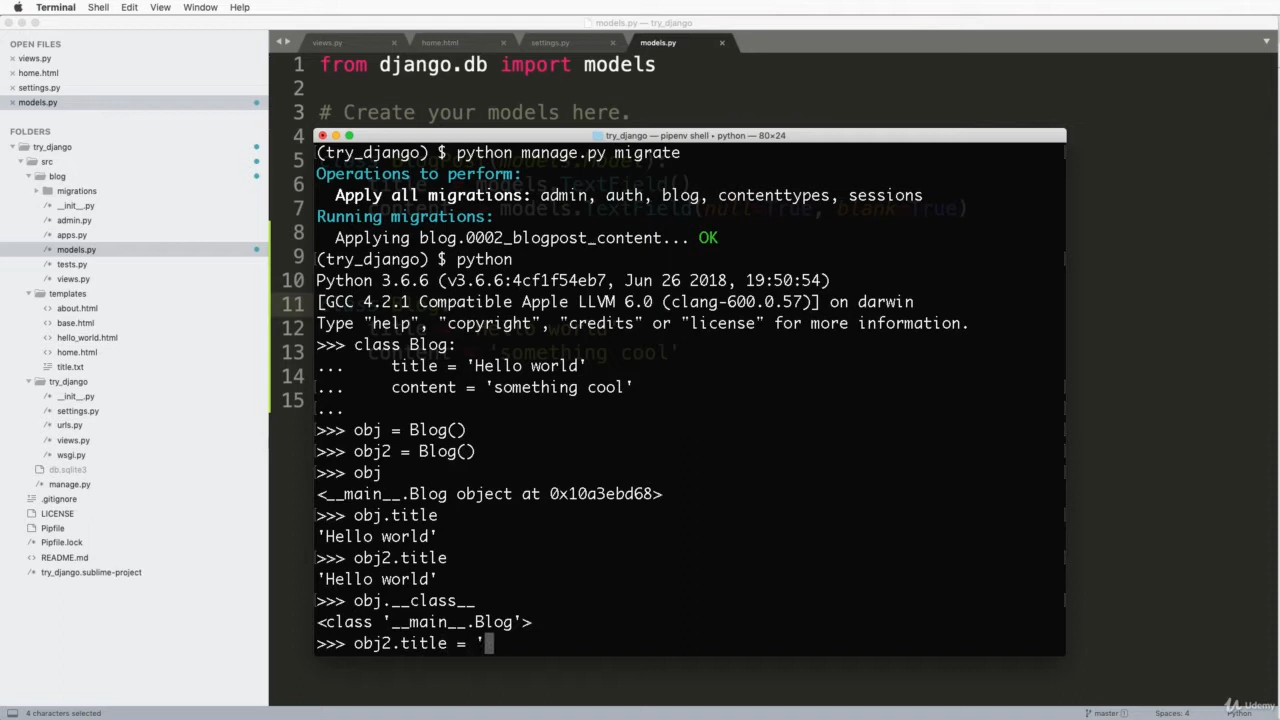 Terminal Shell Edit View Window Help
models.py — try_django
OPEN FILES
views.py
home.html
settings.py
models.py
FOLDERS
try_django
src
blog
migrations
__init__.py
admin.py
apps.py
models.py
tests.py
views.py
templates
about.html
base.html
hello_world.html
home.html
title.txt
try_django
__init__.py
settings.py
urls.py
views.py
wsgi.py
db.sqlite3
manage.py
.gitignore
LICENSE
Pipfile
Pipfile.lock
README.md
try_django.sublime-project
views.py home.html settings.py models.py
1 from django.db import models
2
3 # Create your models here.
4
5
6
7
8
9
10
11
12
13
14
15
try_django — pipenv shell • python — 80×24
(try_django) $ python manage.py migrate
Operations to perform:
Apply all migrations: admin, auth, blog, contenttypes, sessions
Running migrations:
Applying blog.0002_blogpost_content... OK
(try_django) $ python
Python 3.6.6 (v3.6.6:4cf1f54eb7, Jun 26 2018, 19:50:54)
[GCC 4.2.1 Compatible Apple LLVM 6.0 (clang-600.0.57)] on darwin
Type "help", "copyright", "credits" or "license" for more information.
>>> class Blog:
... title = 'Hello world'
... content = 'something cool'
...
>>> obj = Blog()
>>> obj2 = Blog()
>>> obj
<__main__.Blog object at 0x10a3ebd68>
>>> obj.title
'Hello world'
>>> obj2.title
'Hello world'
>>> obj.__class__
<class '__main__.Blog'>
>>> obj2.title = '
4 characters selected
master 1 Spaces: 4 Python
Udemy